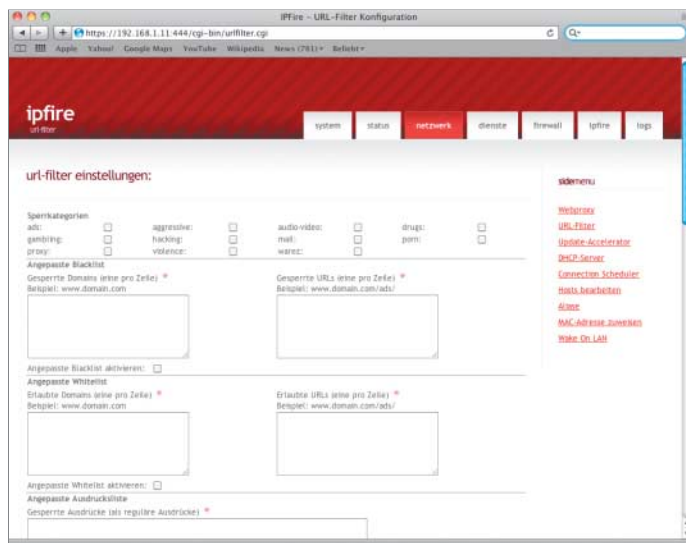 IPFire – URL-Filter Konfiguration
https://192.168.1.11:444/cgi-bin/urlfilter.cgi
Apple Yahoo! Google Maps YouTube Wikipedia News (761) Beliebt
ipfire
url-filter
system status netzwerk dienste firewall ipfire logs
url-filter einstellungen:
Sperrkategorien
ads: aggressive: audio-video: drugs:
gambling: hacking: mail: porn:
proxy: violence: warez:
Angepasste Blacklist
Gesperrte Domains (eine pro Zeile) * Gesperrte URLs (eine pro Zeile) *
Beispiel: www.domain.com Beispiel: www.domain.com/ads/
Angepasste Blacklist aktivieren:
Angepasste Whitelist
Erlaubte Domains (eine pro Zeile) * Erlaubte URLs (eine pro Zeile) *
Beispiel: www.domain.com Beispiel: www.domain.com/ads/
Angepasste Whitelist aktivieren:
Angepasste Ausdrucksliste
Gesperrte Ausdrücke (als reguläre Ausdrücke) *
sidemenu
Webproxy
URL-Filter
Update-Accelerator
DHCP-Server
Connection Scheduler
Hosts bearbeiten
Aliase
MAC-Adresse zuweisen
Wake On LAN